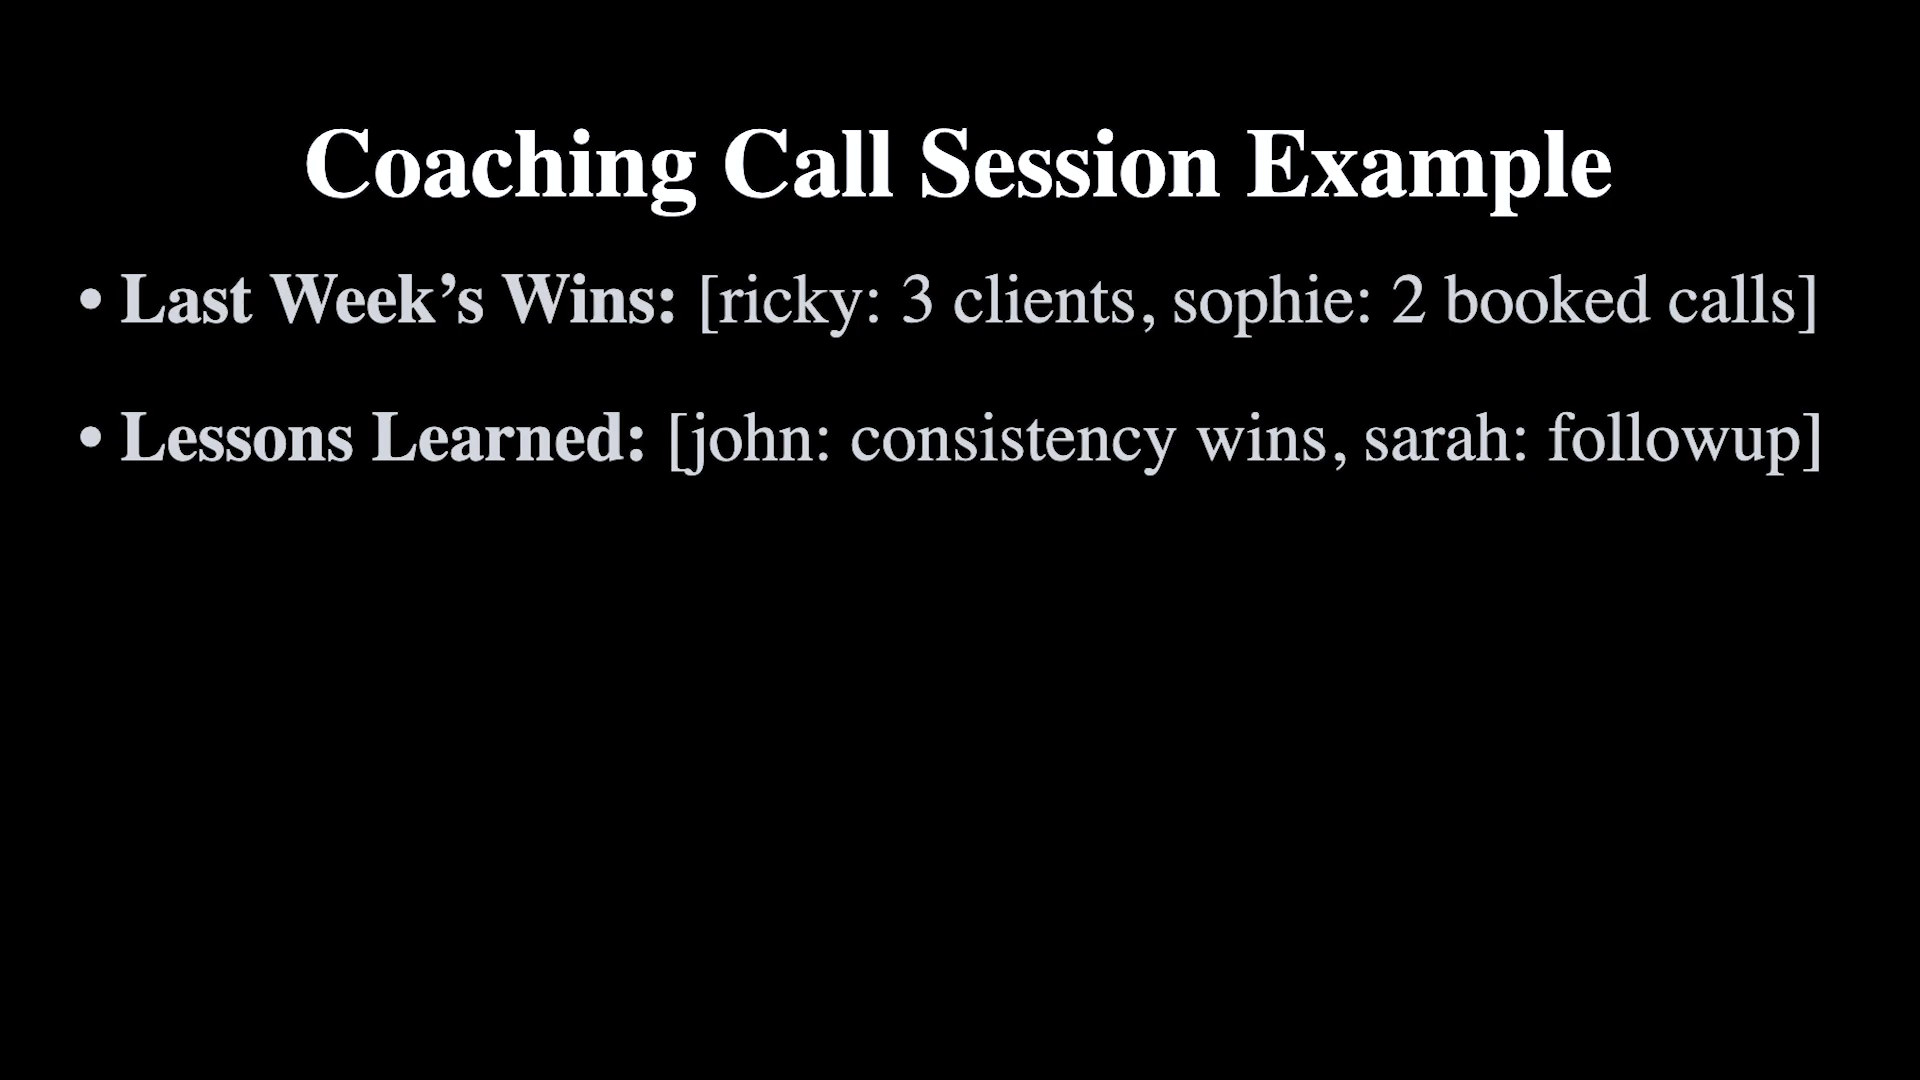 Coaching Call Session Example
• Last Week’s Wins: [ricky: 3 clients, sophie: 2 booked calls]
• Lessons Learned: [john: consistency wins, sarah: followup]